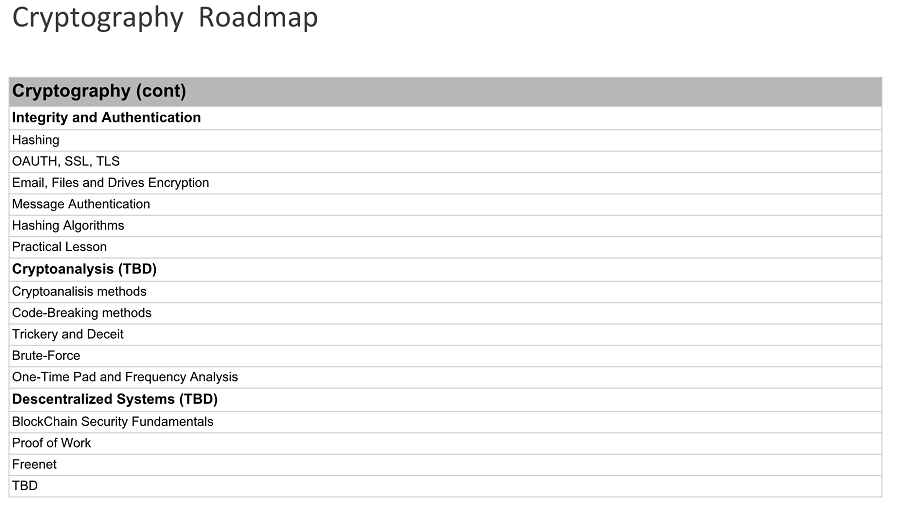 Cryptography Roadmap
Cryptography (cont)
Integrity and Authentication
Hashing
OAUTH, SSL, TLS
Email, Files and Drives Encryption
Message Authentication
Hashing Algorithms
Practical Lesson
Cryptoanalysis (TBD)
Cryptoanalisis methods
Code-Breaking methods
Trickery and Deceit
Brute-Force
One-Time Pad and Frequency Analysis
Descentralized Systems (TBD)
BlockChain Security Fundamentals
Proof of Work
Freenet
TBD